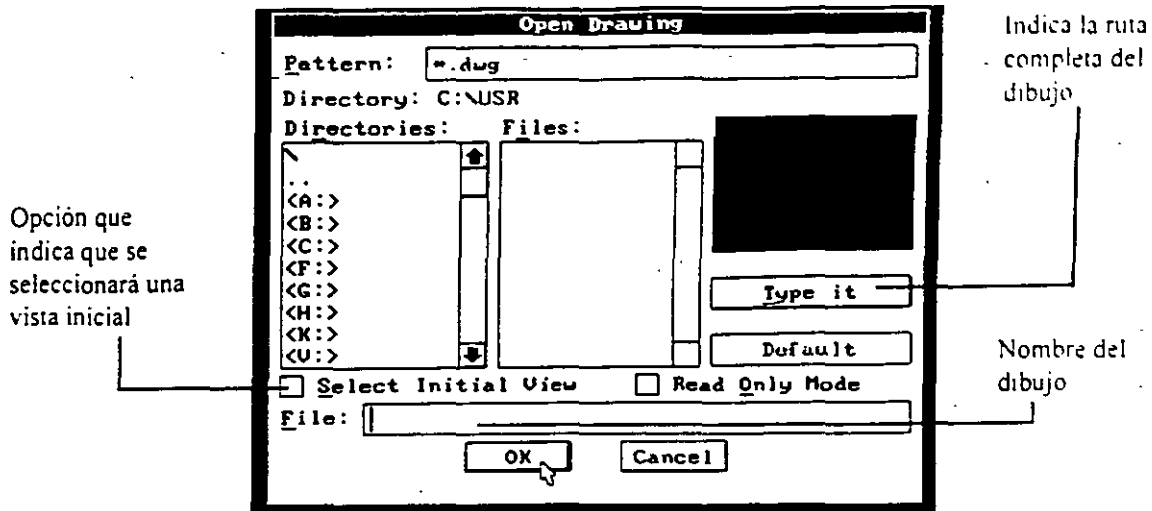 Open Drawing
Pattern: *.dwg
Directory: C:\USR
Directories: Files:
\
..
<A:>
<B:>
<C:>
<F:>
<G:>
<H:>
<K:>
<V:>
Type it
Default
Select Initial View Read Only Mode
File:
OK Cancel
Opción que
indica que se
seleccionará una
vista inicial
Indica la ruta
completa del
dibujo
Nombre del
dibujo